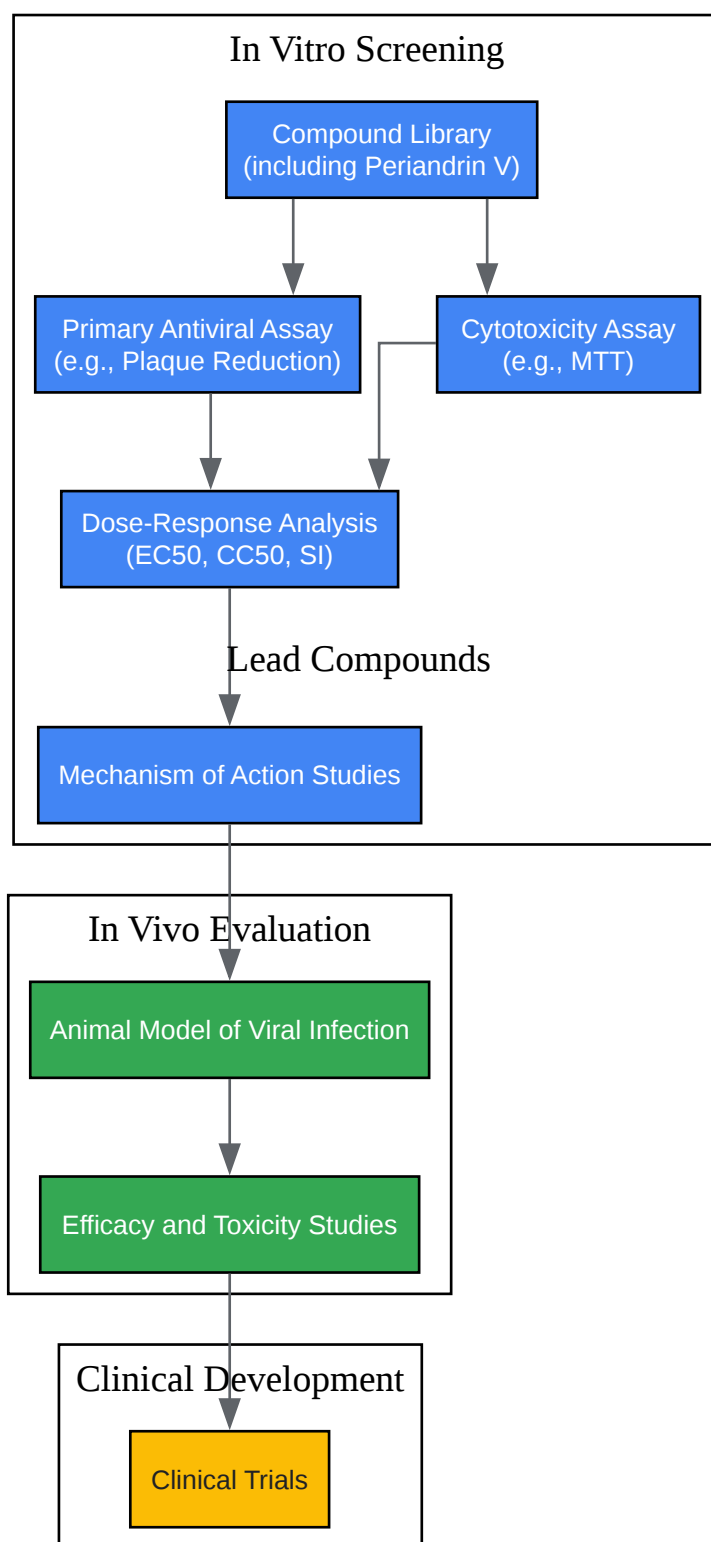 In Vitro Screening
Compound Library
(including Periandrin V)
Primary Antiviral Assay
(e.g., Plaque Reduction)
Cytotoxicity Assay
(e.g., MTT)
Dose-Response Analysis
(EC50, CC50, SI)
Lead Compounds
Mechanism of Action Studies
In Vivo Evaluation
Animal Model of Viral Infection
Efficacy and Toxicity Studies
Clinical Development
Clinical Trials